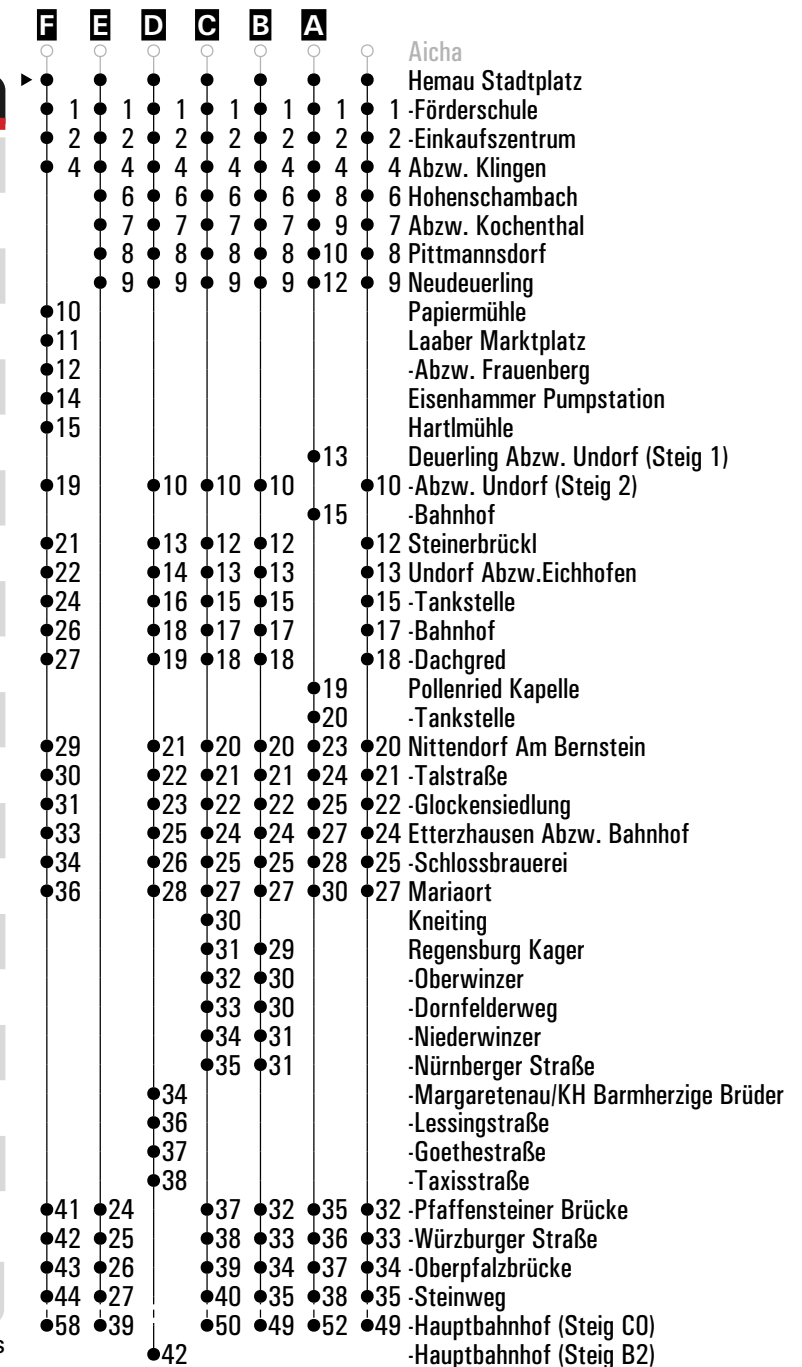 F E D C B A
Aicha
Hemau Stadtplatz
1 1 1 1 1 1 1 -Förderschule
2 2 2 2 2 2 2 -Einkaufszentrum
4 4 4 4 4 4 4 Abzw. Klingen
6 6 6 6 8 6 Hohenschambach
7 7 7 7 9 7 Abzw. Kochenthal
8 8 8 8 10 8 Pittmannsdorf
9 9 9 9 12 9 Neudeuerling
10 Papiermühle
11 Laaber Marktplatz
12 -Abzw. Frauenberg
14 Eisenhammer Pumpstation
15 Hartlmühle
13 Deuerling Abzw. Undorf (Steig 1)
19 10 10 10 10 -Abzw. Undorf (Steig 2)
15 -Bahnhof
21 13 12 12 12 Steinerbrückl
22 14 13 13 13 Undorf Abzw.Eichhofen
24 16 15 15 15 -Tankstelle
26 18 17 17 17 -Bahnhof
27 19 18 18 18 -Dachgred
19 Pollenried Kapelle
20 -Tankstelle
29 21 20 20 23 20 Nittendorf Am Bernstein
30 22 21 21 24 21 -Talstraße
31 23 22 22 25 22 -Glockensiedlung
33 25 24 24 27 24 Etterzhausen Abzw. Bahnhof
34 26 25 25 28 25 -Schlossbrauerei
36 28 27 27 30 27 Mariaort
30 Kneiting
31 29 Regensburg Kager
32 30 -Oberwinzer
33 30 -Dornfelderweg
34 31 -Niederwinzer
35 31 -Nürnberger Straße
34 -Margaretenau/KH Barmherzige Brüder
36 -Lessingstraße
37 -Goethestraße
38 -Taxisstraße
41 24 37 32 35 32 -Pfaffensteiner Brücke
42 25 38 33 36 33 -Würzburger Straße
43 26 39 34 37 34 -Oberpfalzbrücke
44 27 40 35 38 35 -Steinweg
58 39 50 49 52 49 -Hauptbahnhof (Steig C0)
42 -Hauptbahnhof (Steig B2)